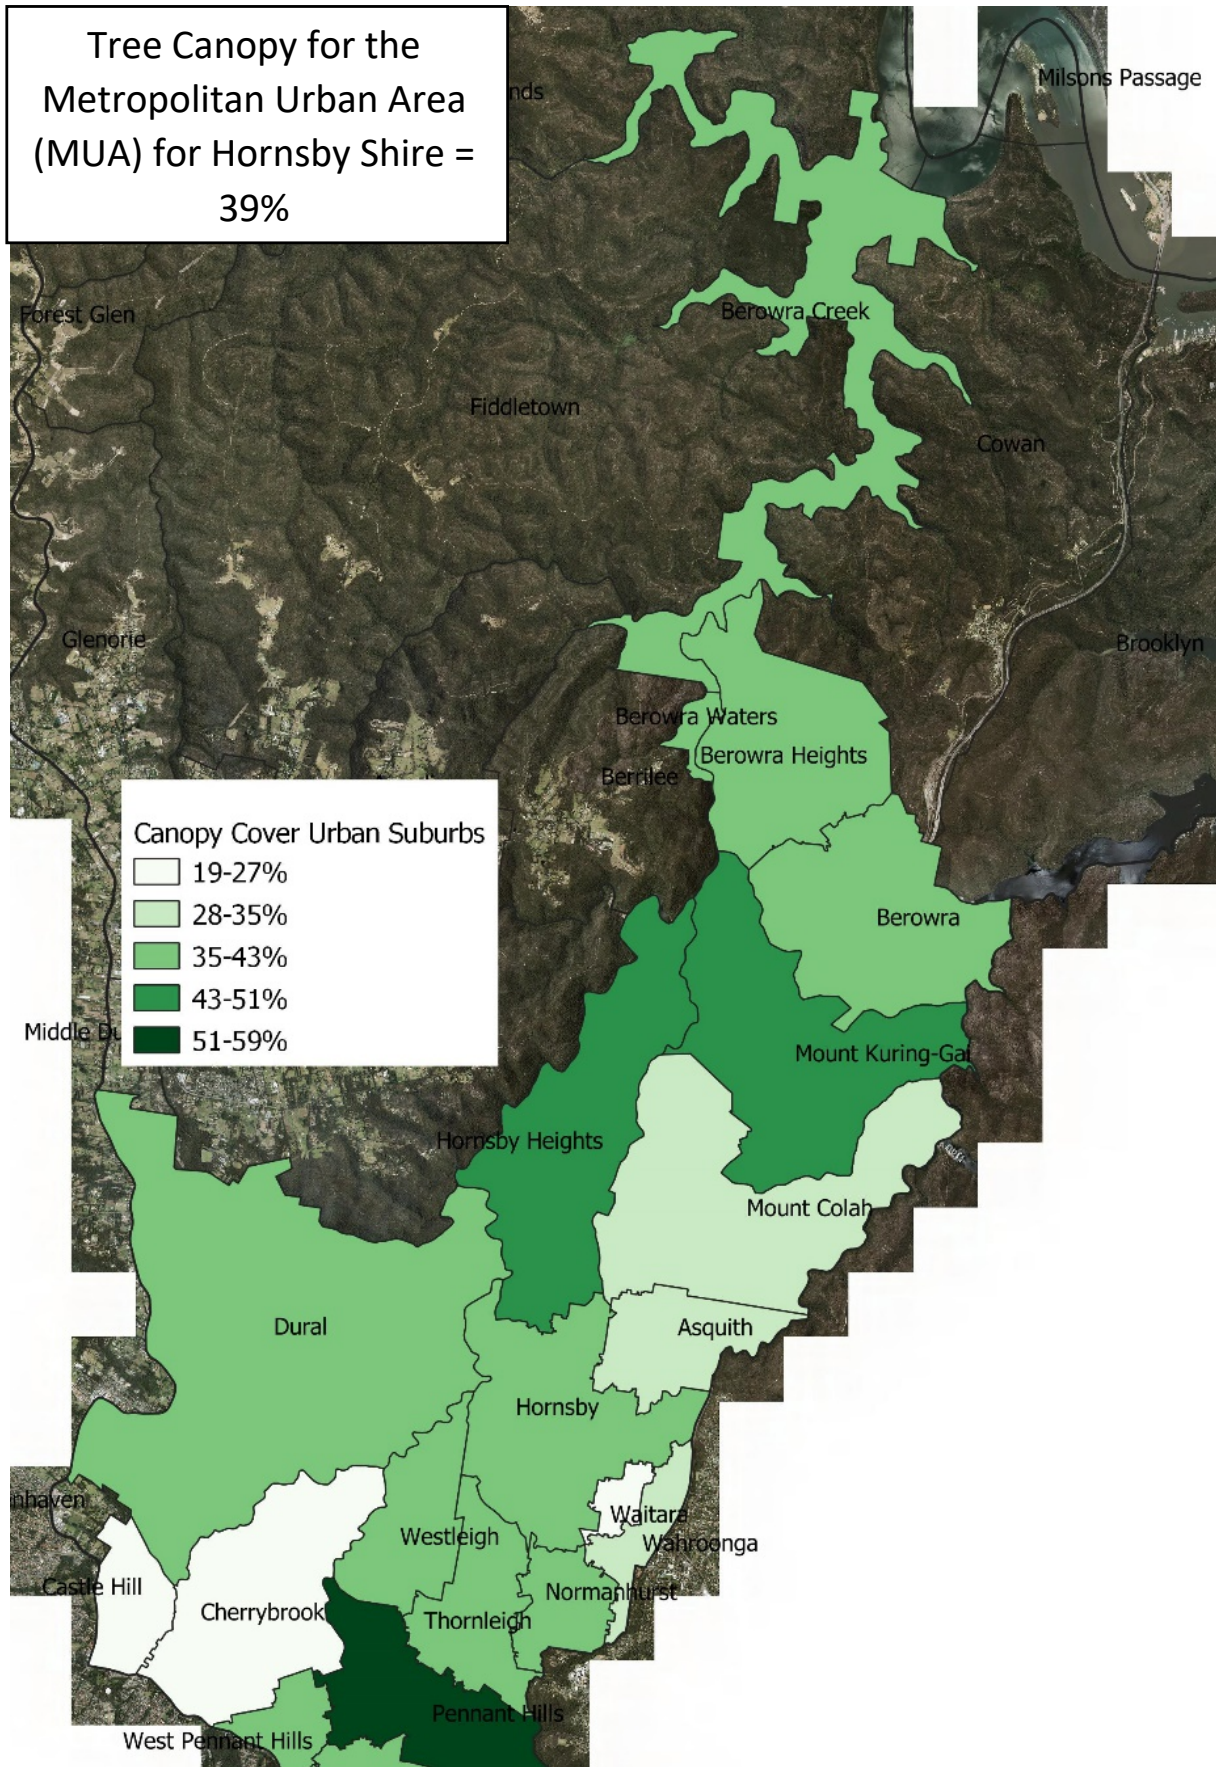 Tree Canopy for the
Metropolitan Urban Area
(MUA) for Hornsby Shire =
39%
Milsons Passage
Forest Glen
Berowra Creek
Fiddletown
Cowan
Glenorie
Brooklyn
Berowra Waters
Berowra Heights
Berrilee
Canopy Cover Urban Suburbs
19-27%
28-35%
35-43%
43-51%
51-59%
Berowra
Middle
Mount Kuring-Gai
Hornsby Heights
Mount Colah
Dural
Asquith
Hornsby
Waitara
Westleigh
Wahroonga
Castle Hill
Normanhurst
Cherrybrook
Thornleigh
Pennant Hills
West Pennant Hills